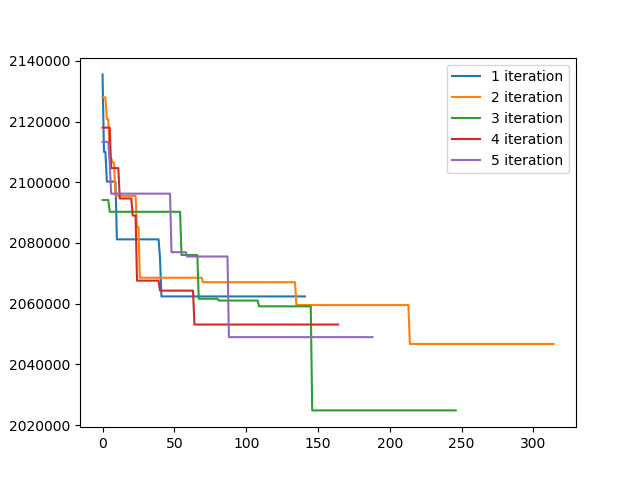 2140000
2120000
2100000
2080000
2060000
2040000
2020000
0 50 100 150 200 250 300
1 iteration
2 iteration
3 iteration
4 iteration
5 iteration